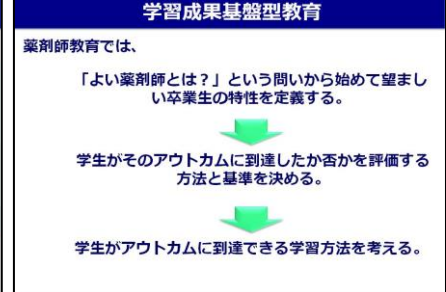 学習成果基盤型教育
薬剤師教育では、
「よい薬剤師とは？」という問いから始めて望まし
い卒業生の特性を定義する。
学生がそのアウトカムに到達したか否かを評価する
方法と基準を決める。
学生がアウトカムに到達できる学習方法を考える。